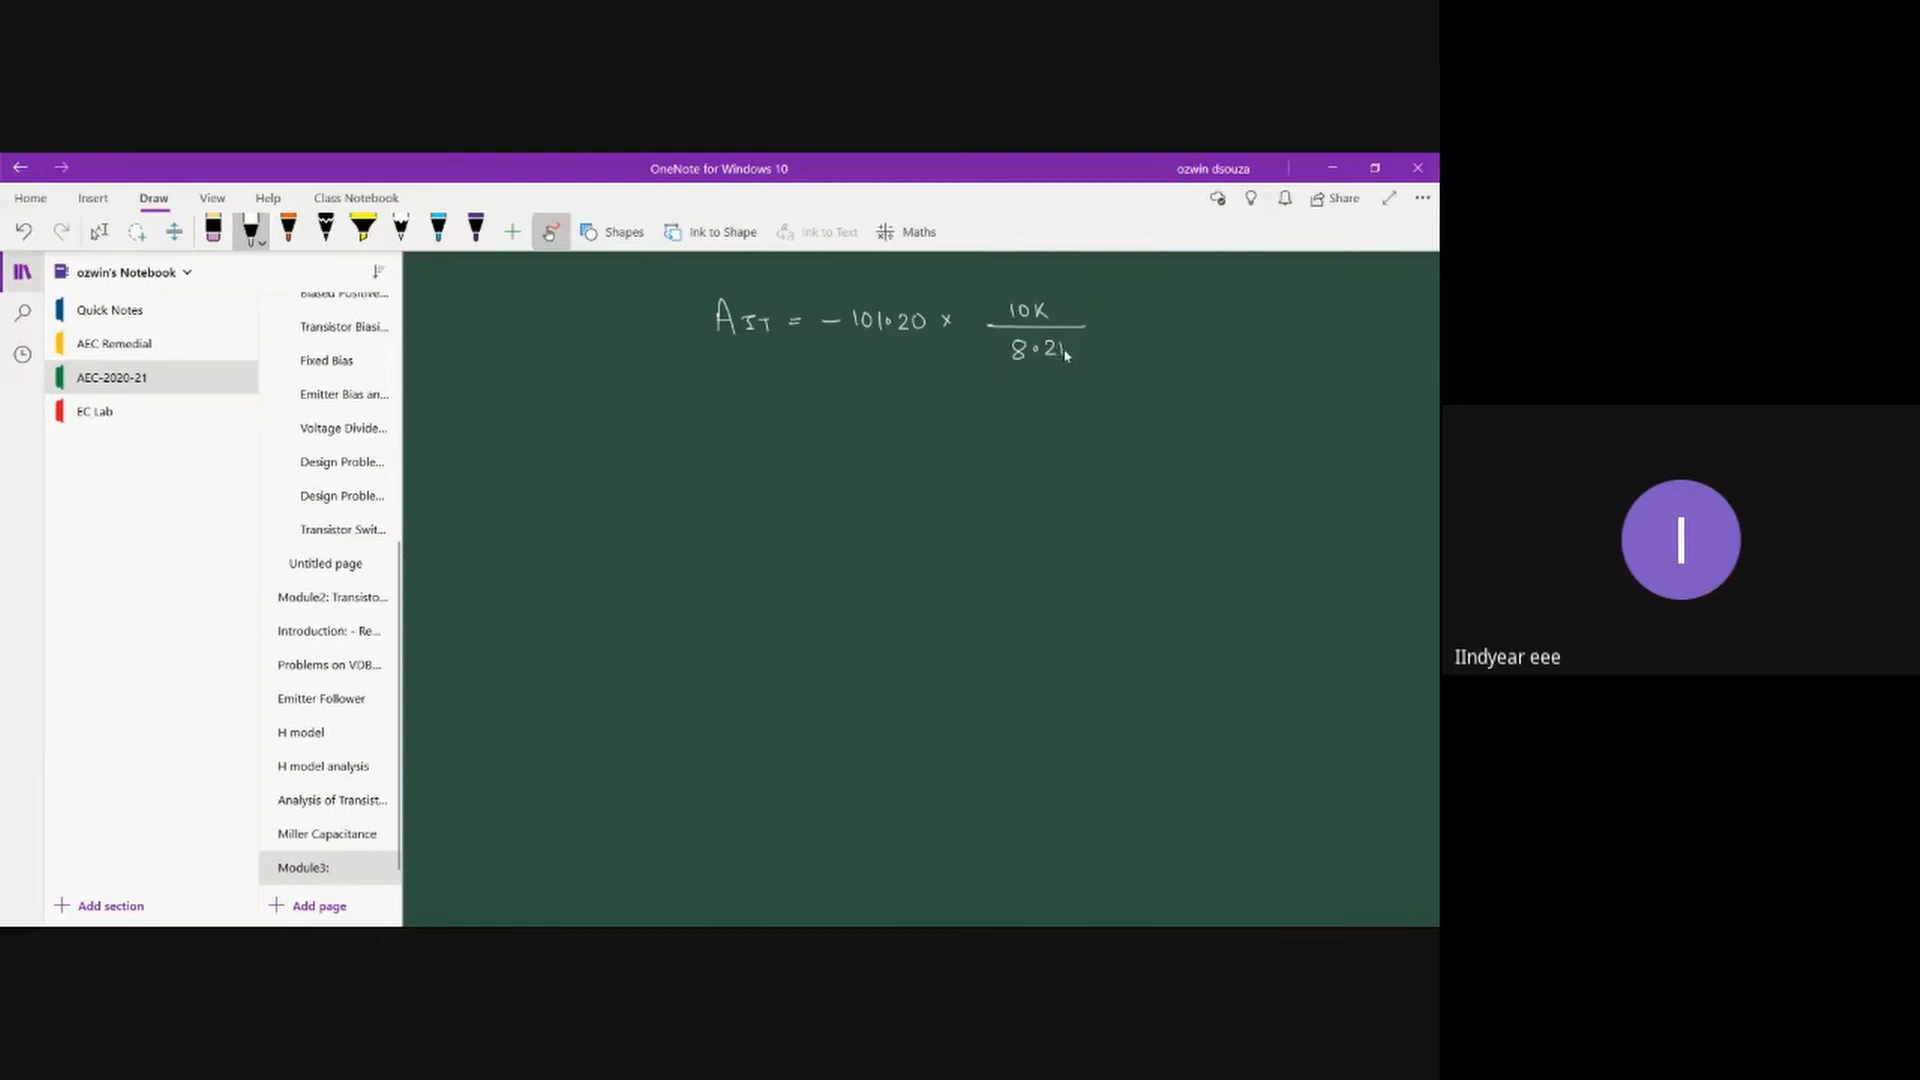 OneNote for Windows 10
ozwin dsouza
Home Insert Draw View Help Class Notebook
Share
Shapes Ink to Shape Ink to Text Maths
ozwin's Notebook
Quick Notes
AEC Remedial
AEC-2020-21
EC Lab
Add section
Biased Positive...
Transistor Biasi...
Fixed Bias
Emitter Bias an...
Voltage Divide...
Design Proble...
Design Proble...
Transistor Swit...
Untitled page
Module2: Transisto...
Introduction: - Re...
Problems on VDB...
Emitter Follower
H model
H model analysis
Analysis of Transist...
Miller Capacitance
Module3:
Add page
10K
A IT = - 101.20 ×
8.21
I
IIndyear eee